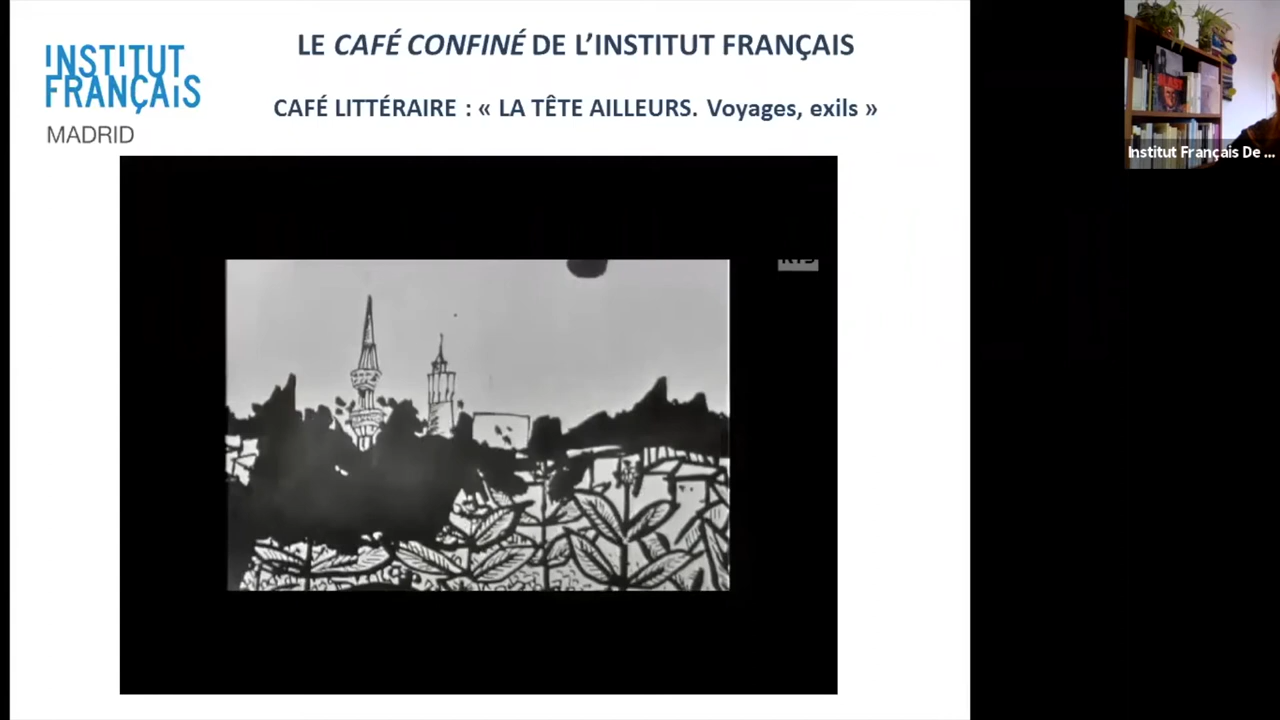 INSTITUT
FRANÇAIS
MADRID
LE CAFÉ CONFINÉ DE L’INSTITUT FRANÇAIS
CAFÉ LITTÉRAIRE : « LA TÊTE AILLEURS. Voyages, exils »
Institut Français De ...